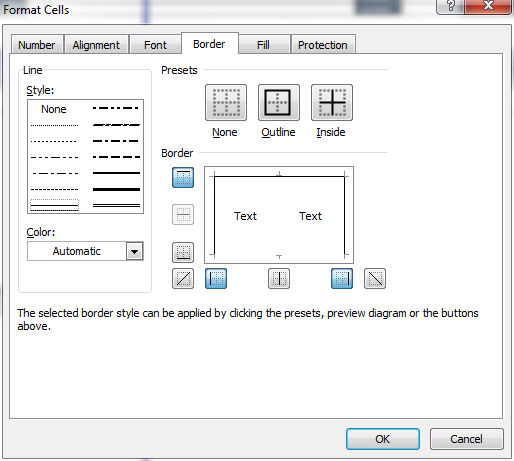 Format Cells
Number Alignment Font Border Fill Protection
Line
Style:
None
Color:
Automatic
Presets
None Outline Inside
Border
Text Text
The selected border style can be applied by clicking the presets, preview diagram or the buttons
above.
OK Cancel